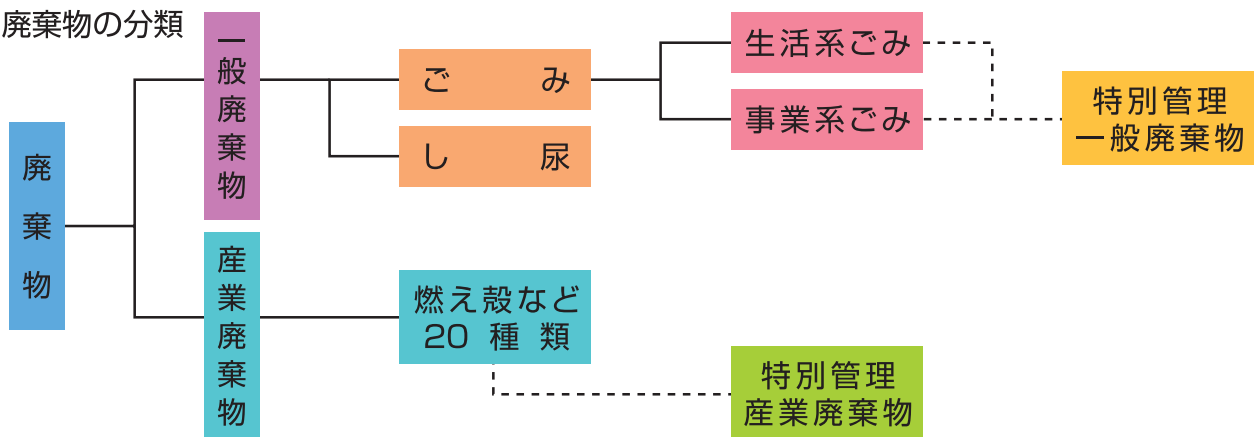 廃棄物の分類
廃棄物
一般廃棄物
ごみ
し尿
生活系ごみ
事業系ごみ
特別管理
一般廃棄物
産業廃棄物
燃え殻など
20種類
特別管理
産業廃棄物